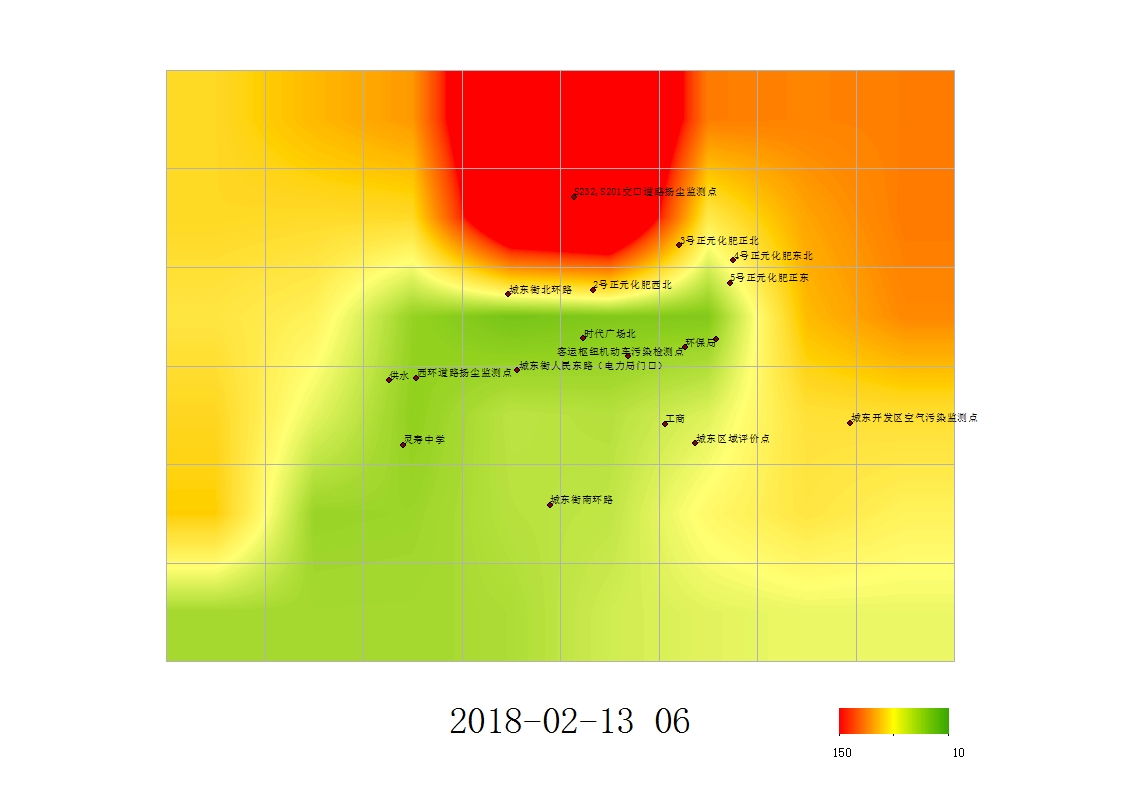 S232,S201交口道路扬尘监测点
3号正元化肥正北
4号正元化肥东北
5号正元化肥正东
城东街北环路
2号正元化肥西北
时代广场北
环保局
客运枢纽机动车污染检测点
城东街人民东路（电力局门口）
供水
西环道路扬尘监测点
工商
城东开发区空气污染监测点
灵寿中学
城东区域评价点
城东街南环路
2018-02-13 06
150
10